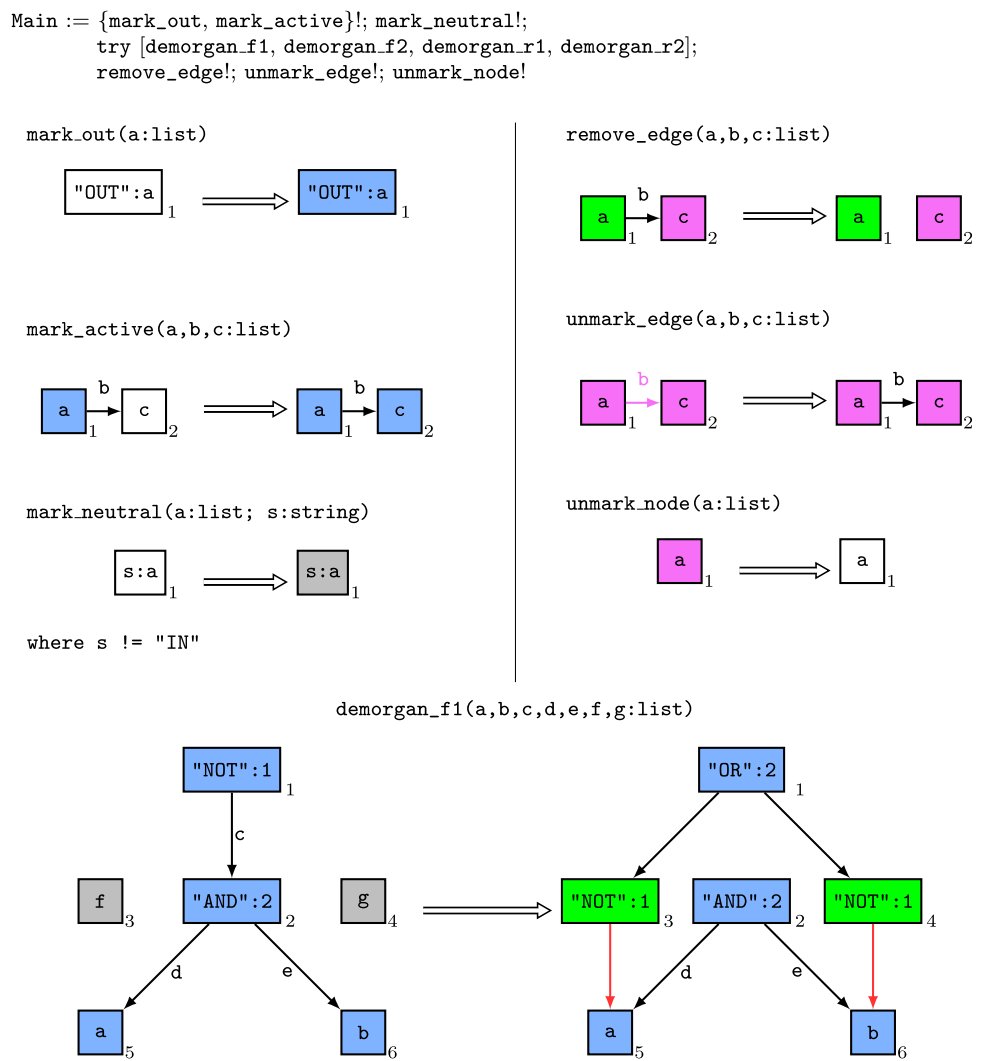 Main := {mark_out, mark_active}!; mark_neutral!;
try [demorgan_f1, demorgan_f2, demorgan_r1, demorgan_r2];
remove_edge!; unmark_edge!; unmark_node!
mark_out(a:list)
"OUT":a
1
"OUT":a
1
mark_active(a,b,c:list)
a
1
b
c
2
a
1
b
c
2
mark_neutral(a:list; s:string)
s:a
1
s:a
1
where s != "IN"
remove_edge(a,b,c:list)
a
1
b
c
2
a
1
c
2
unmark_edge(a,b,c:list)
a
1
b
c
2
a
1
b
c
2
unmark_node(a:list)
a
1
a
1
demorgan_f1(a,b,c,d,e,f,g:list)
"NOT":1
1
c
f
3
"AND":2
2
g
4
d
e
a
5
b
6
"OR":2
1
"NOT":1
3
"AND":2
2
"NOT":1
4
d
e
a
5
b
6